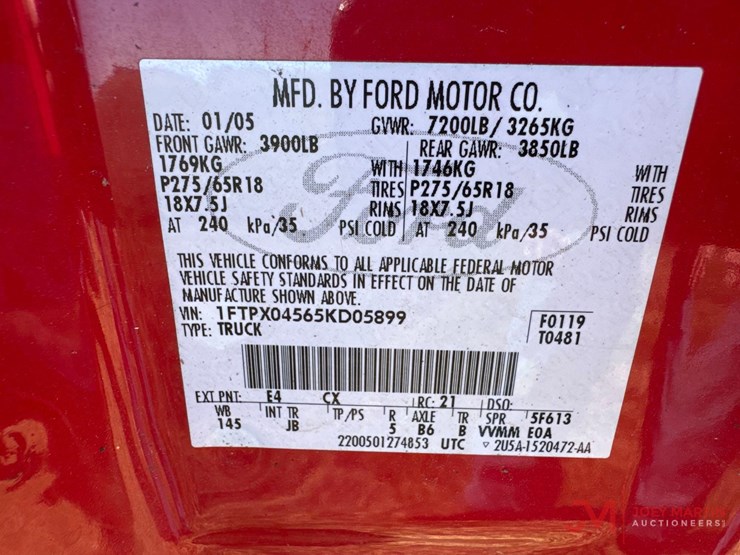 MFD. BY FORD MOTOR CO.
DATE: 01/05 GVWR: 7200LB/ 3265KG
FRONT GAWR: 3900LB REAR GAWR: 3850LB
1769KG WITH 1746KG WITH
P275/65R18 TIRES P275/65R18 TIRES
18X7.5J RIMS 18X7.5J RIMS
AT 240 kPa/35 PSI COLD AT 240 kPa/35 PSI COLD
Ford
THIS VEHICLE CONFORMS TO ALL APPLICABLE FEDERAL MOTOR
VEHICLE SAFETY STANDARDS IN EFFECT ON THE DATE OF
MANUFACTURE SHOWN ABOVE.
VIN: 1FTPX04565KD05899 F0119
TYPE: TRUCK T0481
EXT PNT: E4 CX RC: 21 DSO:
WB INT TR TP/PS R AXLE TR SPR 5F613
145 JB 5 B6 B VVMM E0A
2200501274853 UTC 2U5A-1520472-AA
JOEY MARTIN
AUCTIONEERS